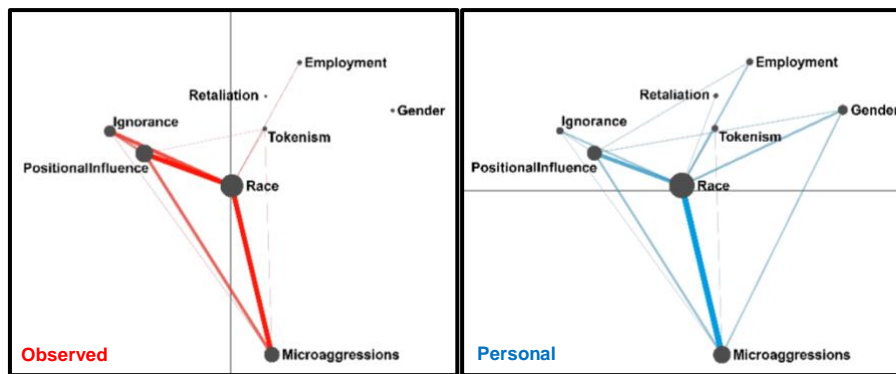 Employment
Retaliation
Gender
Ignorance
Tokenism
PositionalInfluence
Race
Microaggressions
Observed
Employment
Retaliation
Gender
Ignorance
Tokenism
PositionalInfluence
Race
Microaggressions
Personal